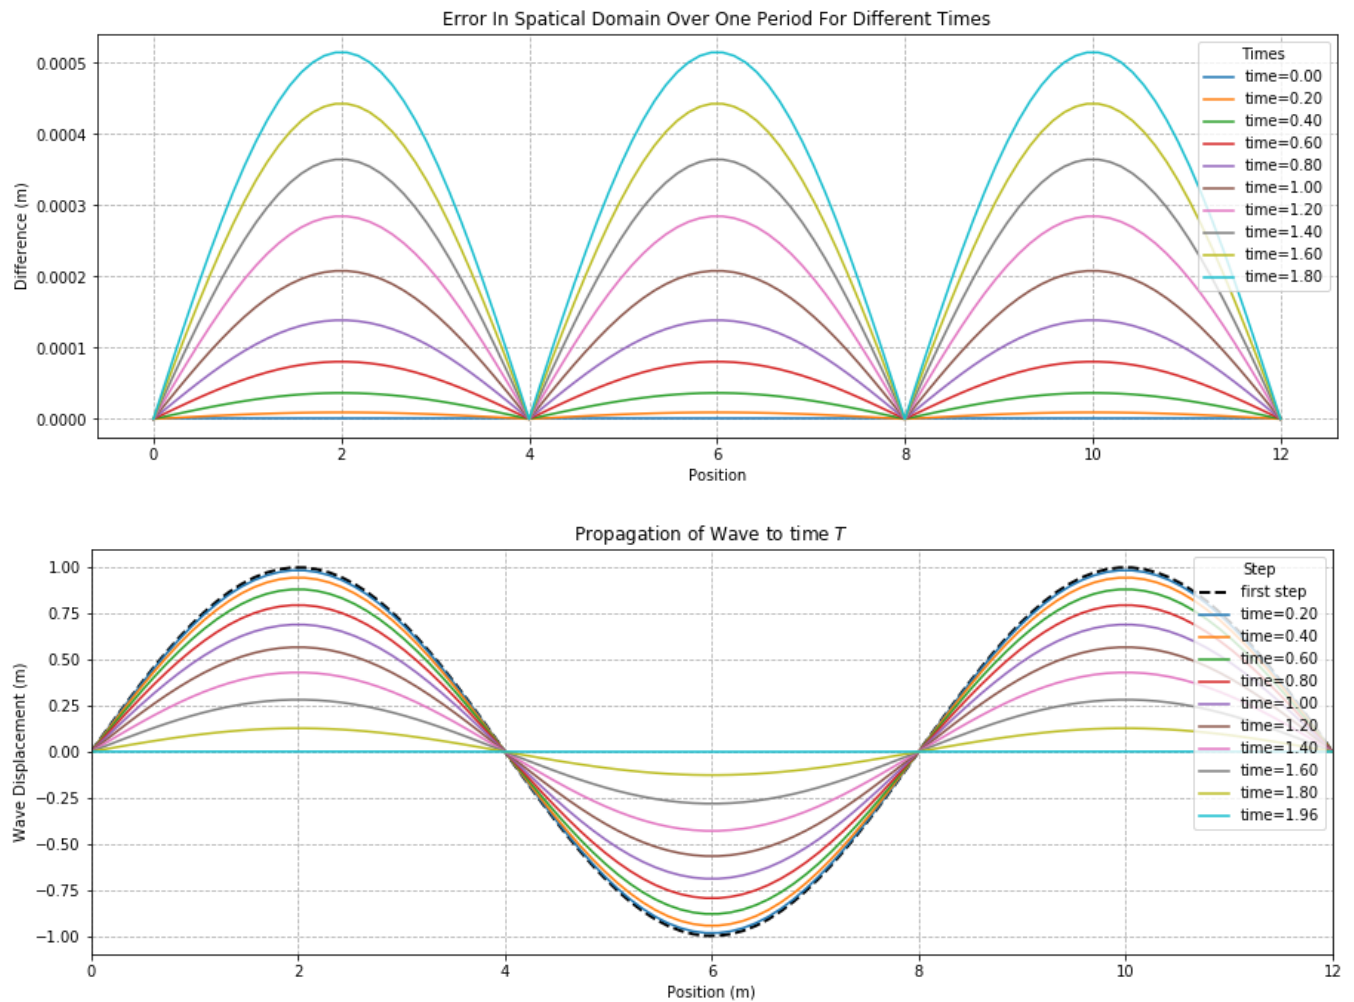 Error In Spatical Domain Over One Period For Different Times
Difference (m)
0.0005
0.0004
0.0003
0.0002
0.0001
0.0000
0 2 4 6 8 10 12
Position
Times
time=0.00
time=0.20
time=0.40
time=0.60
time=0.80
time=1.00
time=1.20
time=1.40
time=1.60
time=1.80
Propagation of Wave to time T
Wave Displacement (m)
1.00
0.75
0.50
0.25
0.00
−0.25
−0.50
−0.75
−1.00
0 2 4 6 8 10 12
Position (m)
Step
first step
time=0.20
time=0.40
time=0.60
time=0.80
time=1.00
time=1.20
time=1.40
time=1.60
time=1.80
time=1.96